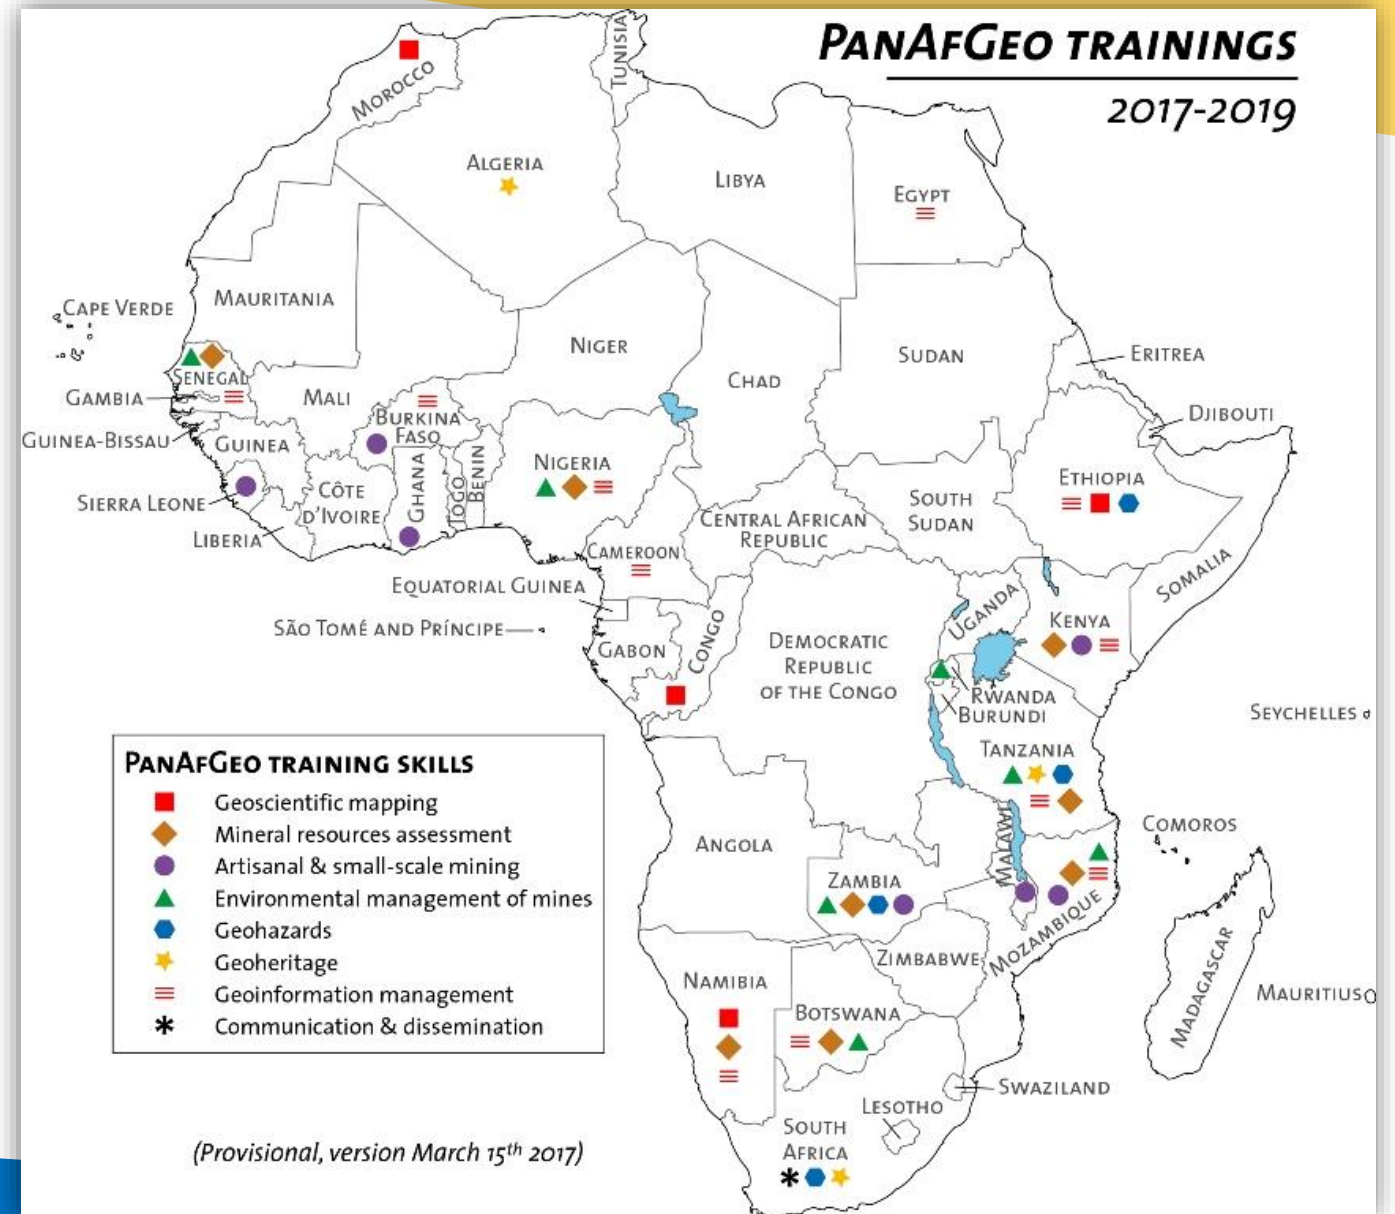 PanAfGeo trainings
2017-2019
Morocco
Tunisia
Algeria
Libya
Egypt
Mauritania
Cape Verde
Niger
Sudan
Eritrea
Chad
Senegal
Gambia
Mali
Burkina
Faso
Djibouti
Guinea-Bissau
Guinea
Nigeria
Ethiopia
Ghana
Togo
Benin
Sierra Leone
Côte
d'Ivoire
South
Sudan
Liberia
Central African
Republic
Cameroon
Somalia
Equatorial Guinea
São Tomé and Príncipe
Gabon
Congo
Democratic
Republic
of the Congo
Uganda
Kenya
Rwanda
Burundi
Seychelles
Tanzania
PanAfGeo training skills
Geoscientific mapping
Mineral resources assessment
Artisanal & small-scale mining
Environmental management of mines
Geohazards
Geoheritage
Geoinformation management
Communication & dissemination
Angola
Malawi
Comoros
Zambia
Mozambique
Zimbabwe
Madagascar
Mauritius
Namibia
Botswana
Swaziland
Lesotho
South
Africa
(Provisional, version March 15th 2017)